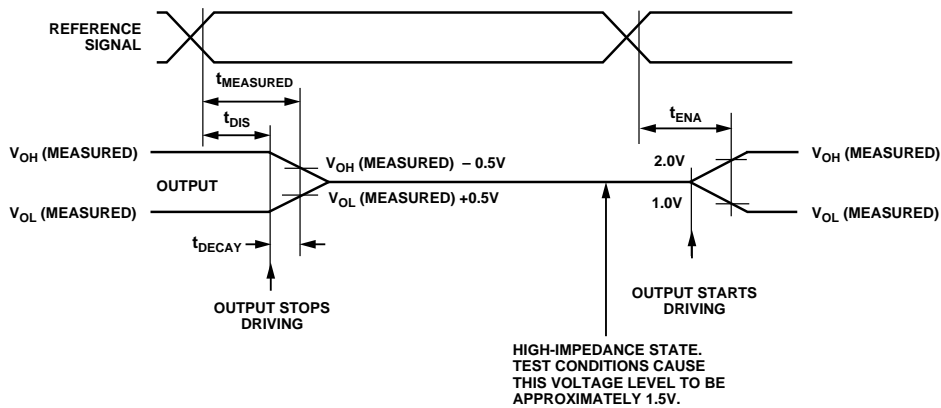 REFERENCE
SIGNAL
tMEASURED
tDIS
tENA
VOH (MEASURED)
VOH (MEASURED) – 0.5V
2.0V
VOH (MEASURED)
OUTPUT
VOL (MEASURED)
VOL (MEASURED) +0.5V
1.0V
VOL (MEASURED)
tDECAY
OUTPUT STOPS
DRIVING
OUTPUT STARTS
DRIVING
HIGH-IMPEDANCE STATE.
TEST CONDITIONS CAUSE
THIS VOLTAGE LEVEL TO BE
APPROXIMATELY 1.5V.